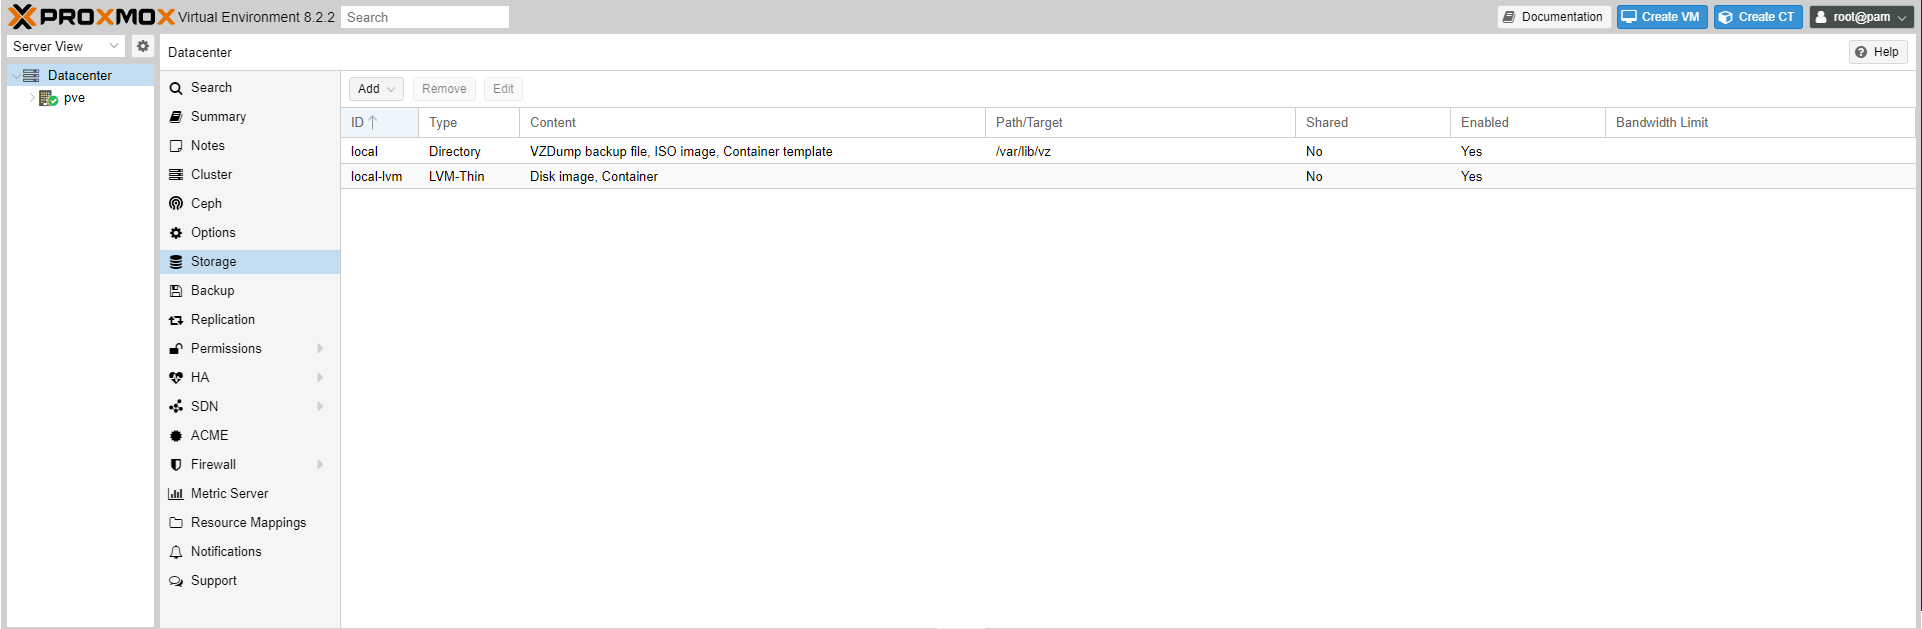 PROXMOX Virtual Environment 8.2.2 Search Documentation Create VM Create CT root@pam
Server View Datacenter Help
Datacenter
pve
Search
Summary
Notes
Cluster
Ceph
Options
Storage
Backup
Replication
Permissions
HA
SDN
ACME
Firewall
Metric Server
Resource Mappings
Notifications
Support
Add Remove Edit
ID Type Content Path/Target Shared Enabled Bandwidth Limit
local Directory VZDump backup file, ISO image, Container template /var/lib/vz No Yes
local-lvm LVM-Thin Disk image, Container No Yes